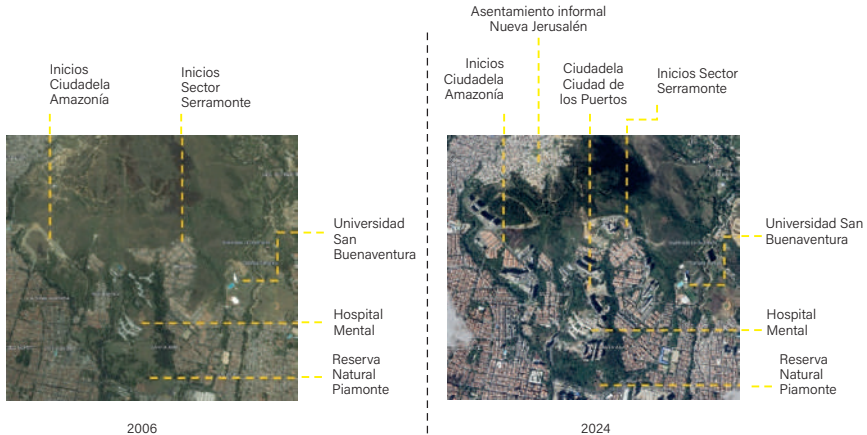 Inicios
Ciudadela
Amazonía
Inicios
Sector
Serramonte
Universidad
San
Buenaventura
Hospital
Mental
Reserva
Natural
Piamonte
2006
Asentamiento informal
Nueva Jerusalén
Inicios
Ciudadela
Amazonía
Ciudadela
Ciudad de
los Puertos
Inicios Sector
Serramonte
Universidad San
Buenaventura
Hospital
Mental
Reserva
Natural
Piamonte
2024